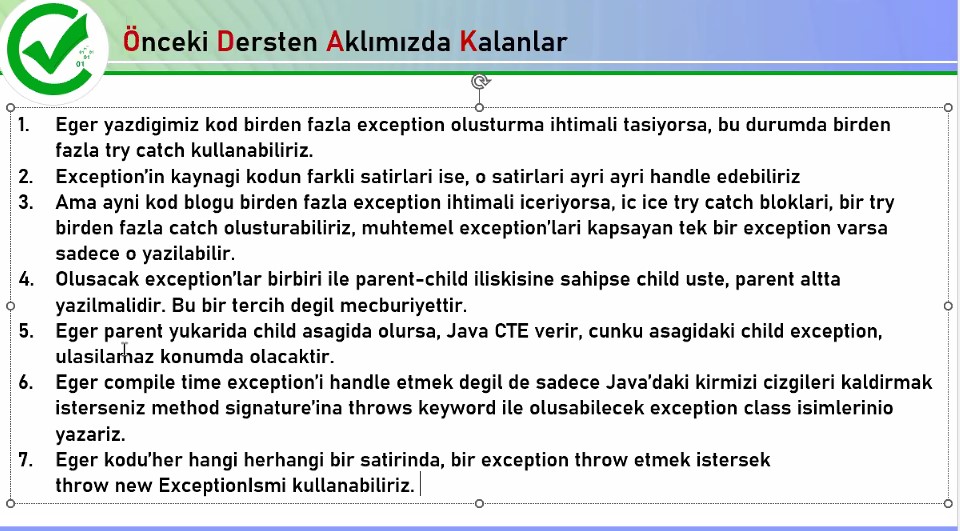 Önceki Dersten Aklımızda Kalanlar
01
01
1. Eger yazdigimiz kod birden fazla exception olusturma ihtimali tasiyorsa, bu durumda birden
fazla try catch kullanabiliriz.
2. Exception'in kaynagi kodun farkli satirlari ise, o satirlari ayri ayri handle edebiliriz
3. Ama ayni kod blogu birden fazla exception ihtimali iceriyorsa, ic ice try catch bloklari, bir try
birden fazla catch olusturabiliriz, muhtemel exception'lari kapsayan tek bir exception varsa
sadece o yazilabilir.
4. Olusacak exception'lar birbiri ile parent-child iliskisine sahipse child uste, parent altta
yazilmalidir. Bu bir tercih degil mecburiyettir.
5. Eger parent yukarida child asagida olursa, Java CTE verir, cunku asagidaki child exception,
ulasilamaz konumda olacaktir.
6. Eger compile time exception'i handle etmek degil de sadece Java'daki kirmizi cizgileri kaldirmak
isterseniz method signature'ina throws keyword ile olusabilecek exception class isimlerinio
yazariz.
7. Eger kodu'her hangi herhangi bir satirinda, bir exception throw etmek istersek
throw new ExceptionIsmi kullanabiliriz.